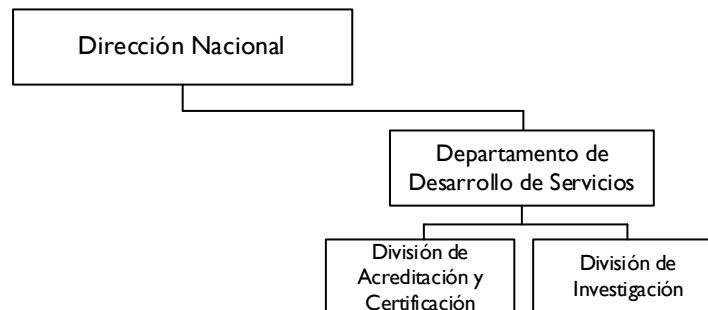 Dirección Nacional
Departamento de
Desarrollo de Servicios
División de
Acreditación y
Certificación
División de
Investigación